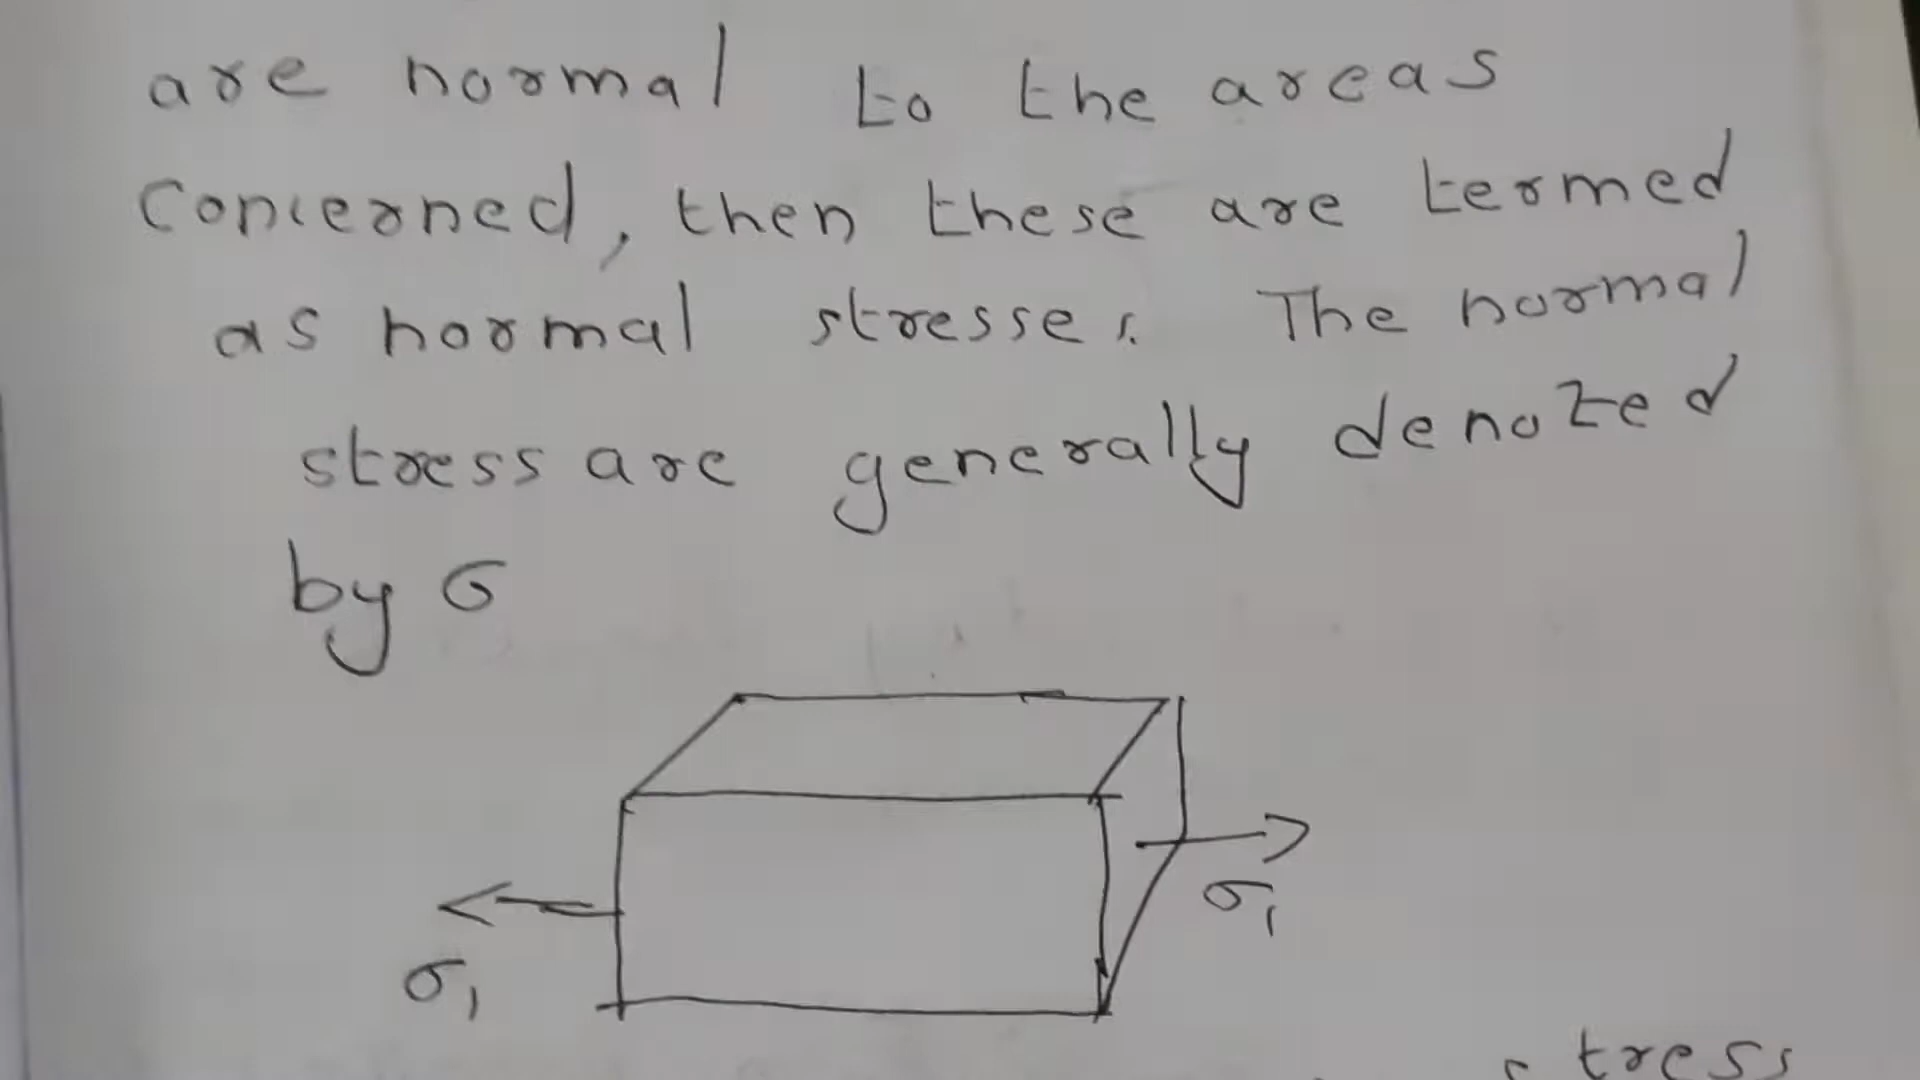 are normal to the areas
concerned, then these are termed
as normal stresses. The normal
stress are generally denoted
by σ
σ₁
σ₁
stress